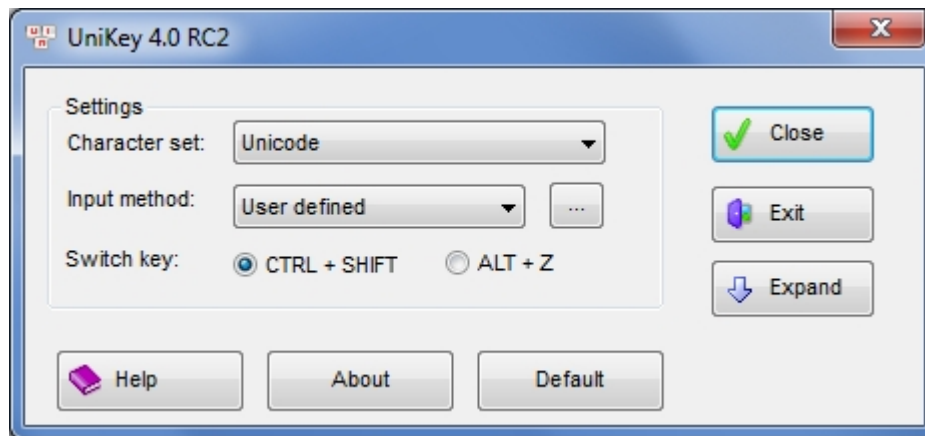 UniKey 4.0 RC2
Settings
Character set: Unicode
Close
Input method: User defined ...
Exit
Switch key: CTRL + SHIFT ALT + Z
Expand
Help About Default